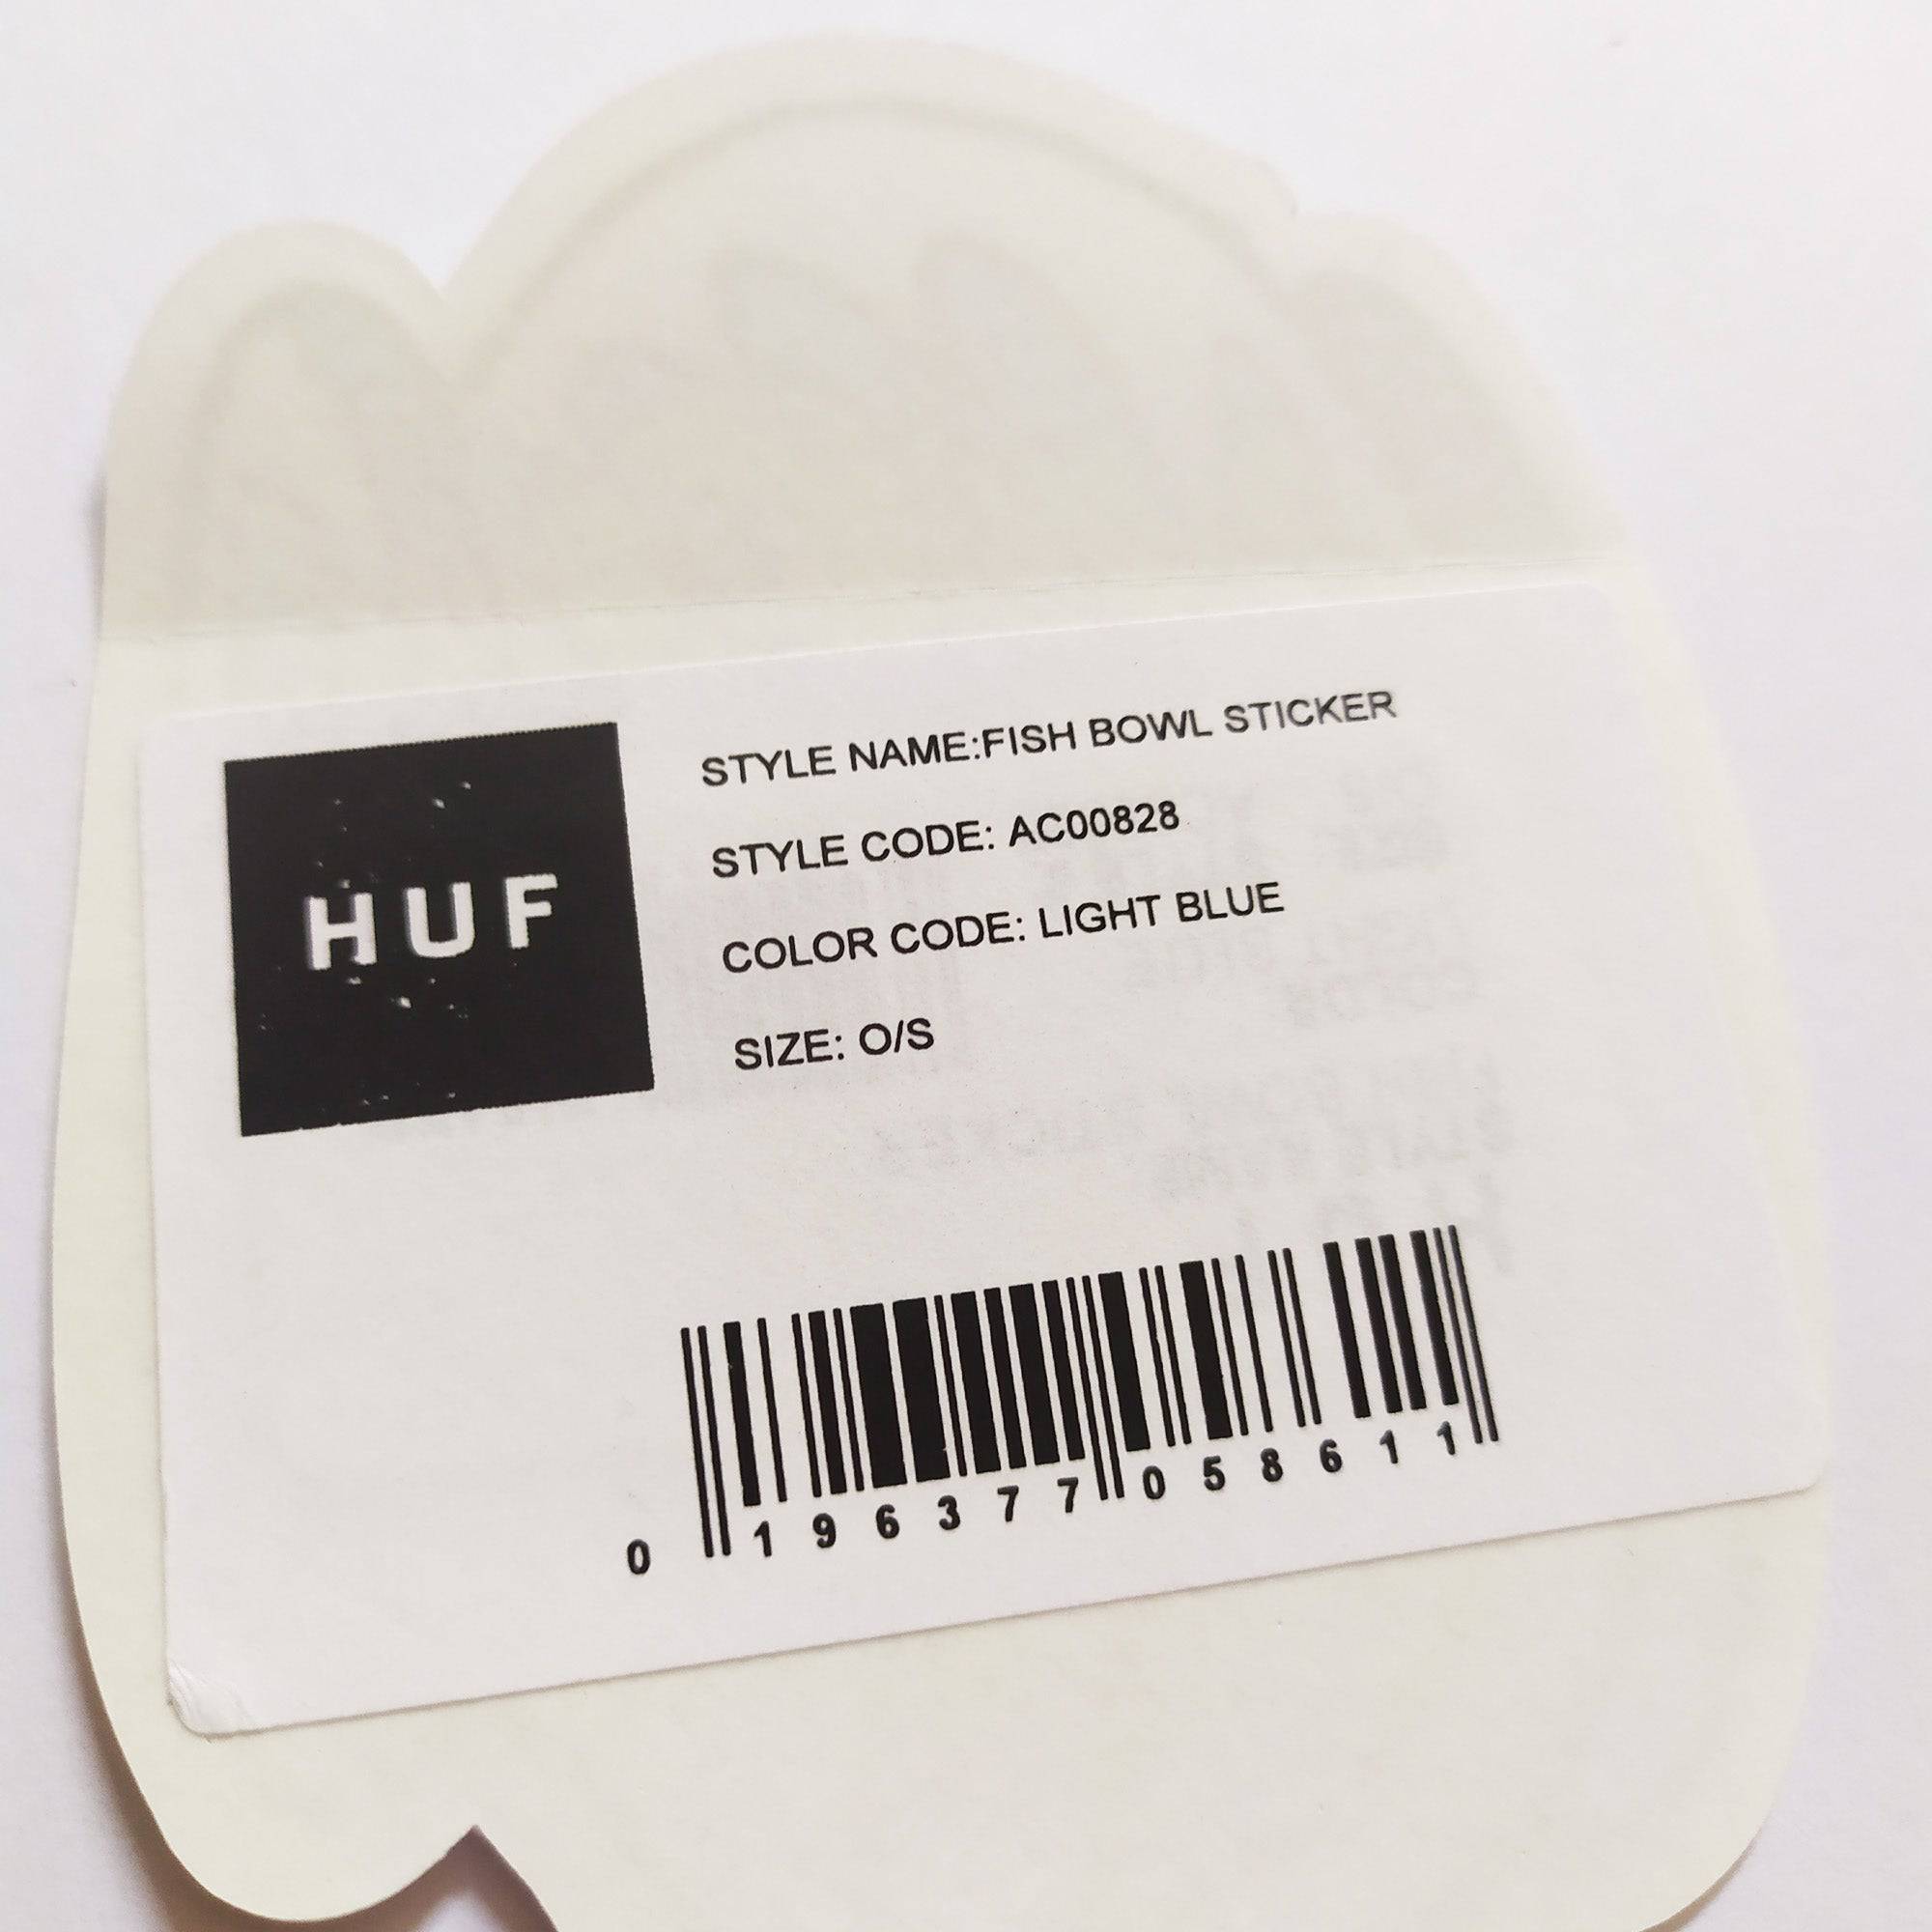 HUF
STYLE NAME:FISH BOWL STICKER
STYLE CODE: AC00828
COLOR CODE: LIGHT BLUE
SIZE: O/S
0 196377 058611